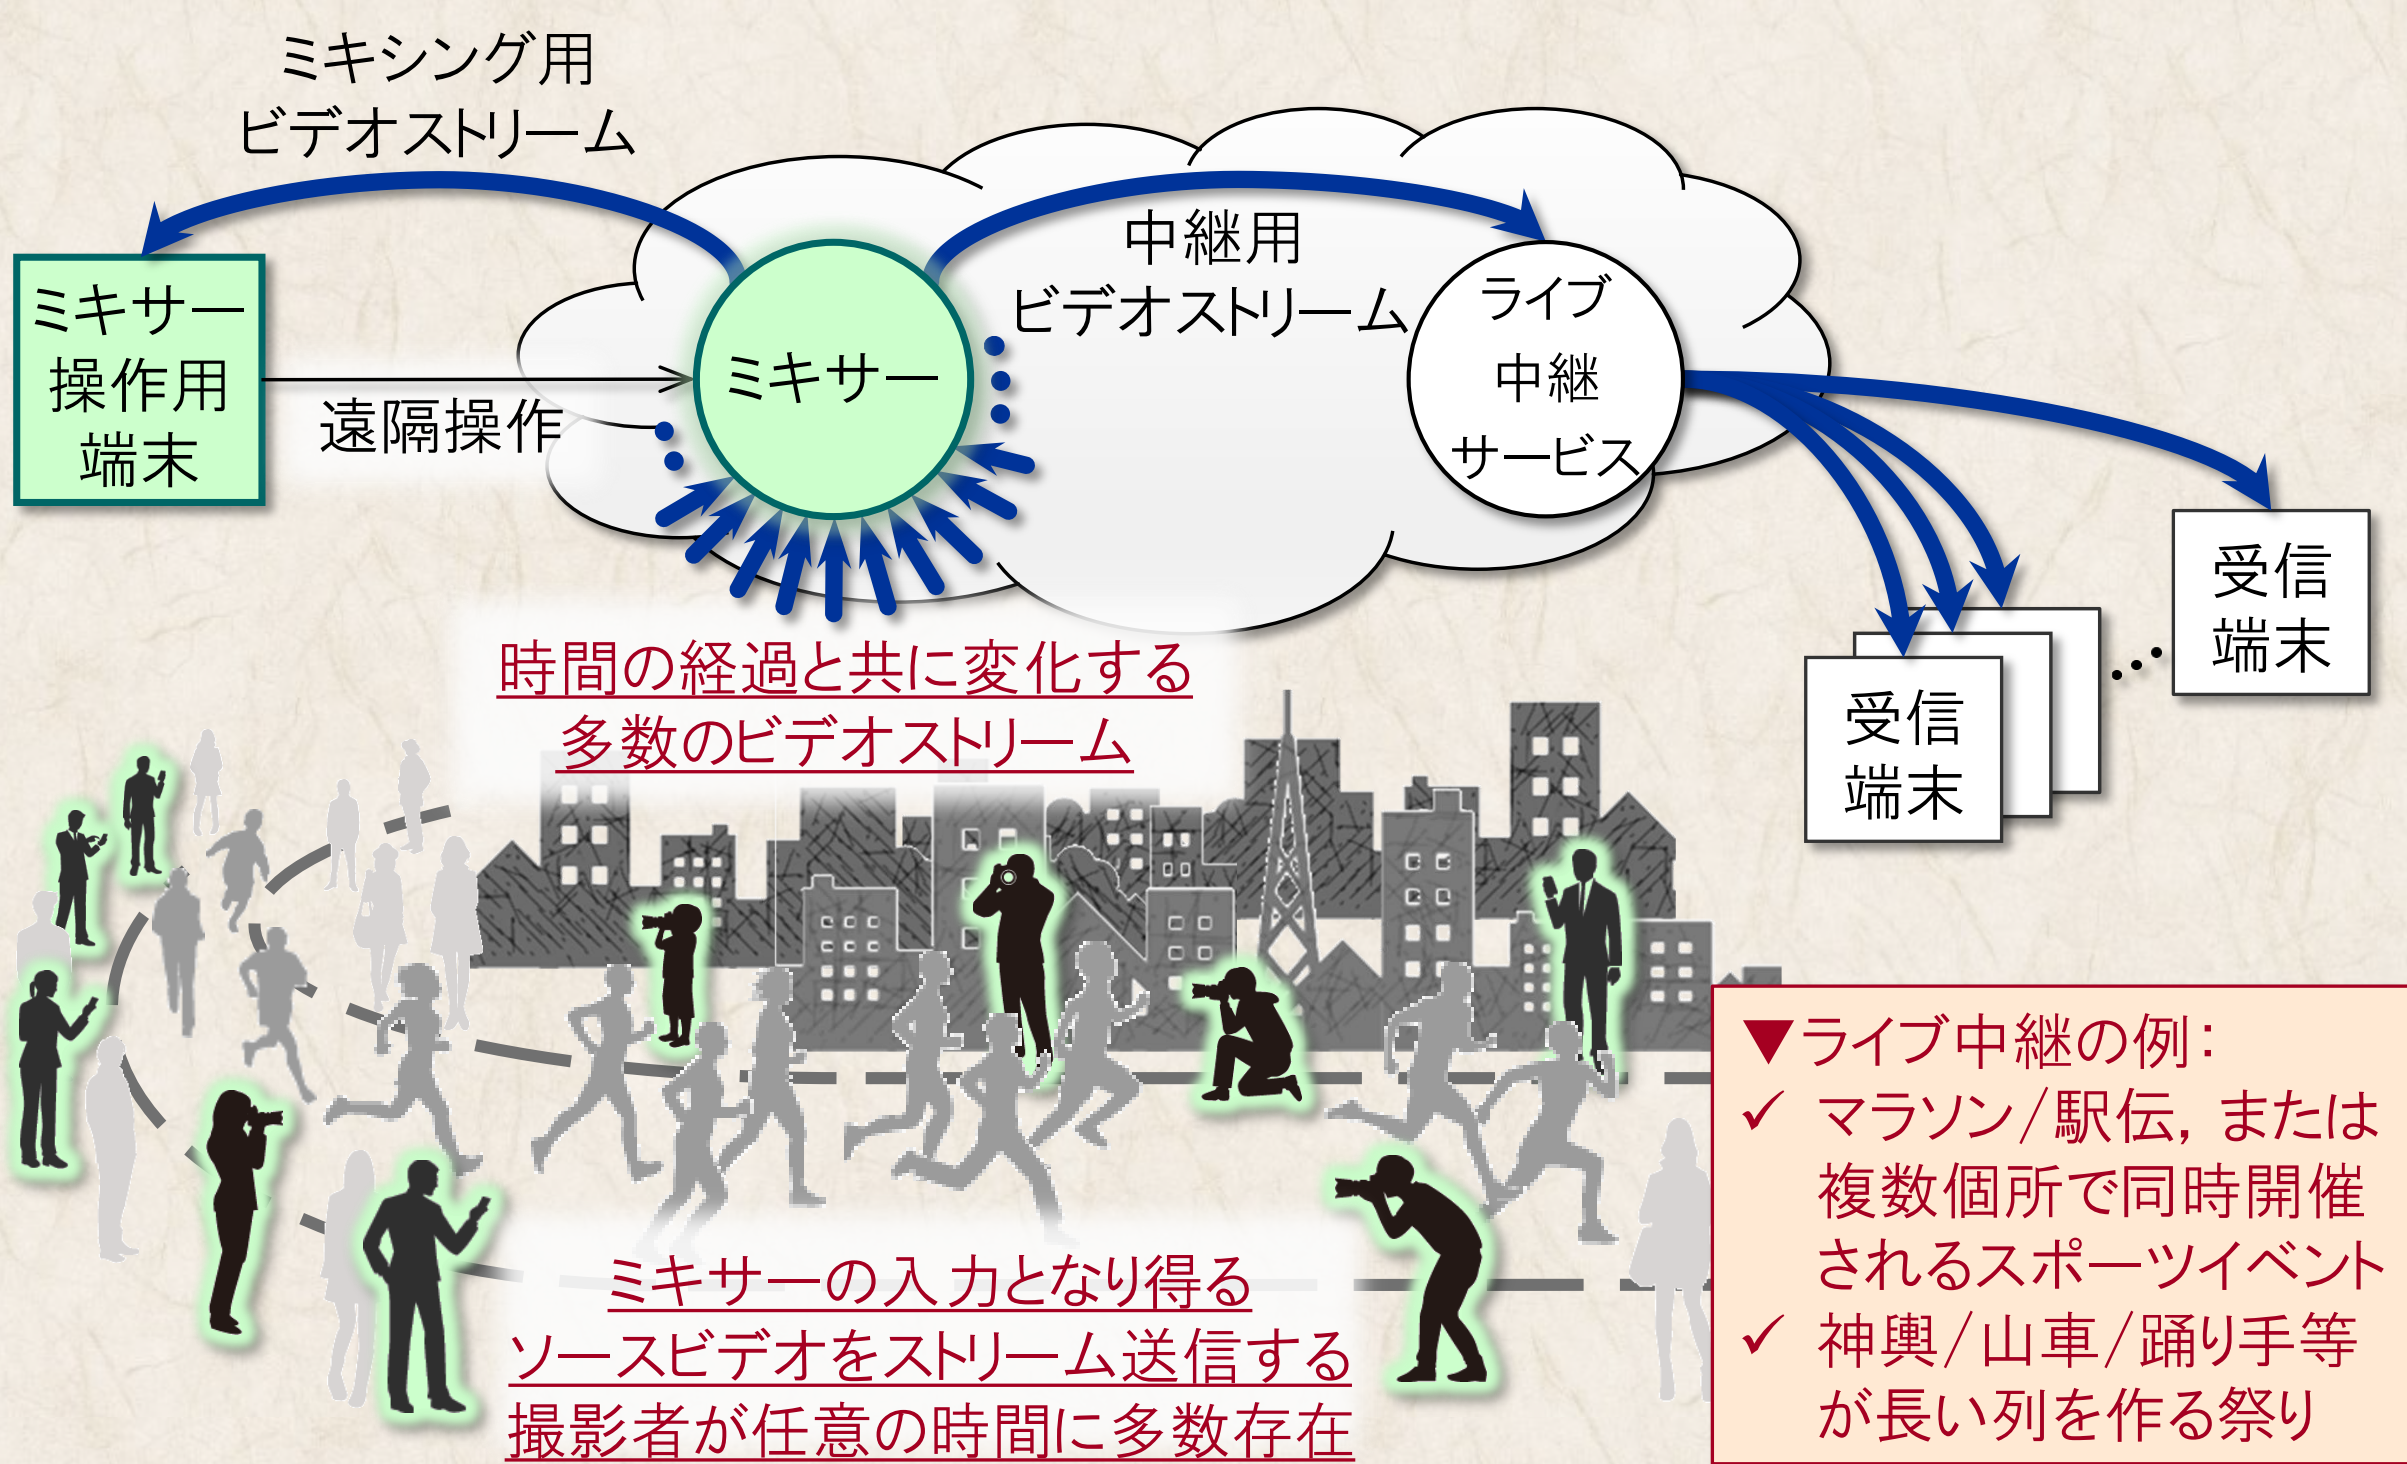 ミキシング用
ビデオストリーム
ミキサー
操作用
端末
遠隔操作
ミキサー
中継用
ビデオストリーム
ライブ
中継
サービス
受信
端末
受信
端末
時間の経過と共に変化する
多数のビデオストリーム
ミキサーの入力となり得る
ソースビデオをストリーム送信する
撮影者が任意の時間に多数存在
▼ライブ中継の例：
✓ マラソン/駅伝，または
複数個所で同時開催
されるスポーツイベント
✓ 神輿/山車/踊り手等
が長い列を作る祭り